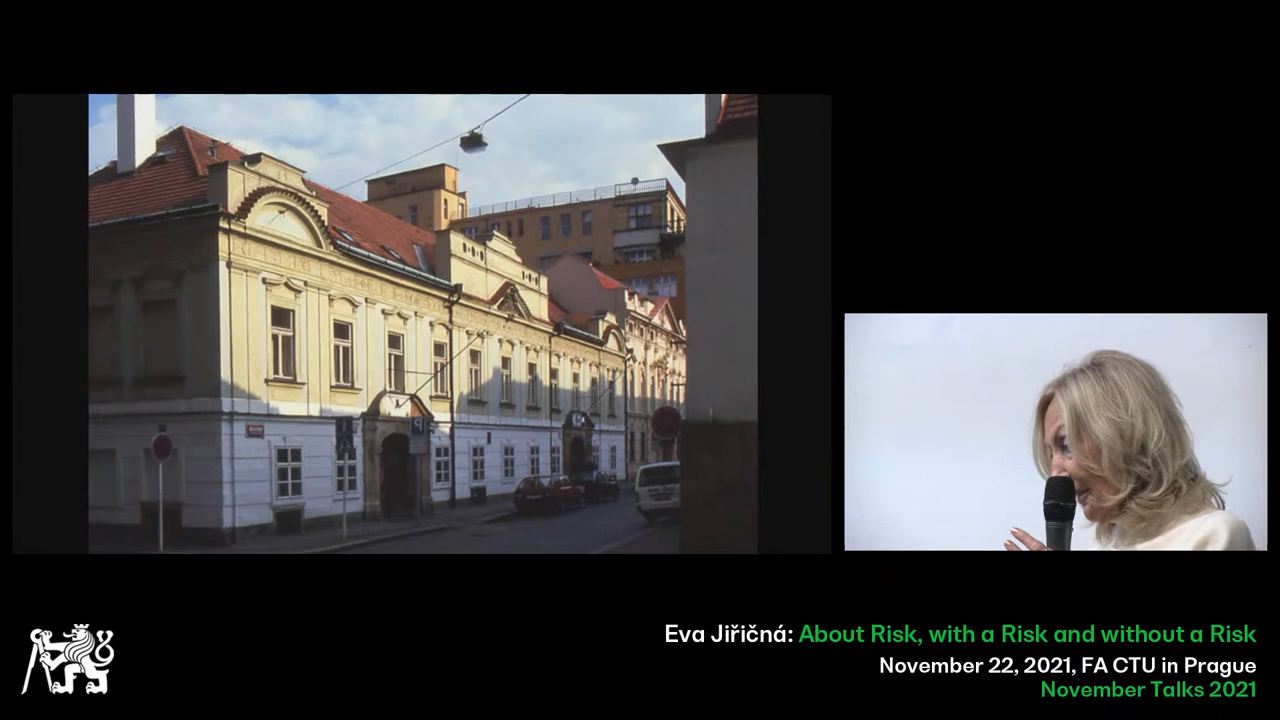 Eva Jiřičná: About Risk, with a Risk and without a Risk
November 22, 2021, FA CTU in Prague
November Talks 2021